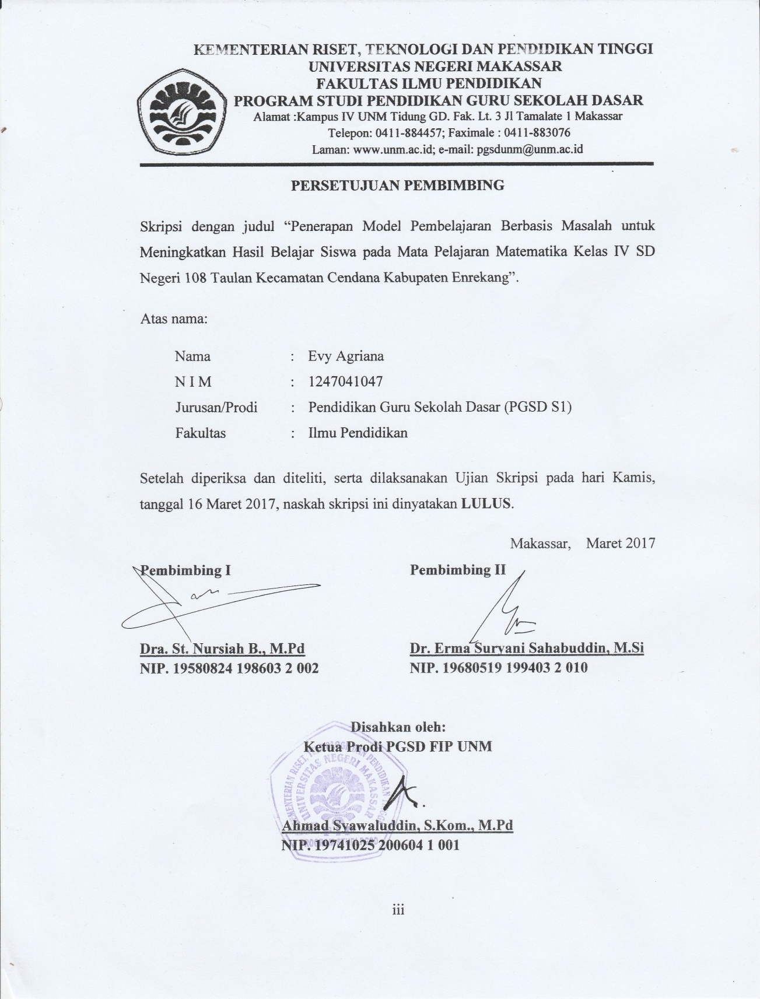 KEMENTERIAN RISET, TEKNOLOGI DAN PENDIDIKAN TINGGI
UNIVERSITAS NEGERI MAKASSAR
FAKULTAS ILMU PENDIDIKAN
PROGRAM STUDI PENDIDIKAN GURU SEKOLAH DASAR
Alamat :Kampus IV UNM Tidung GD. Fak. Lt. 3 Jl Tamalate 1 Makassar
Telepon: 0411-884457; Faximale : 0411-883076
Laman: www.unm.ac.id; e-mail: pgsdunm@unm.ac.id
PERSETUJUAN PEMBIMBING
Skripsi dengan judul “Penerapan Model Pembelajaran Berbasis Masalah untuk
Meningkatkan Hasil Belajar Siswa pada Mata Pelajaran Matematika Kelas IV SD
Negeri 108 Taulan Kecamatan Cendana Kabupaten Enrekang”.
Atas nama:
Nama : Evy Agriana
N I M : 1247041047
Jurusan/Prodi : Pendidikan Guru Sekolah Dasar (PGSD S1)
Fakultas : Ilmu Pendidikan
Setelah diperiksa dan diteliti, serta dilaksanakan Ujian Skripsi pada hari Kamis,
tanggal 16 Maret 2017, naskah skripsi ini dinyatakan LULUS.
Makassar, Maret 2017
Pembimbing I Pembimbing II
Dra. St. Nursiah B., M.Pd Dr. Erma Suryani Sahabuddin, M.Si
NIP. 19580824 198603 2 002 NIP. 19680519 199403 2 010
Disahkan oleh:
Ketua Prodi PGSD FIP UNM
KEMENTERIAN RISET, TEKNOLOGI DAN PENDIDIKAN TINGGI
UNIVERSITAS NEGERI MAKASSAR
PROGRAM STUDI PGSD
Ahmad Syawaluddin, S.Kom., M.Pd
NIP. 19741025 200604 1 001
iii